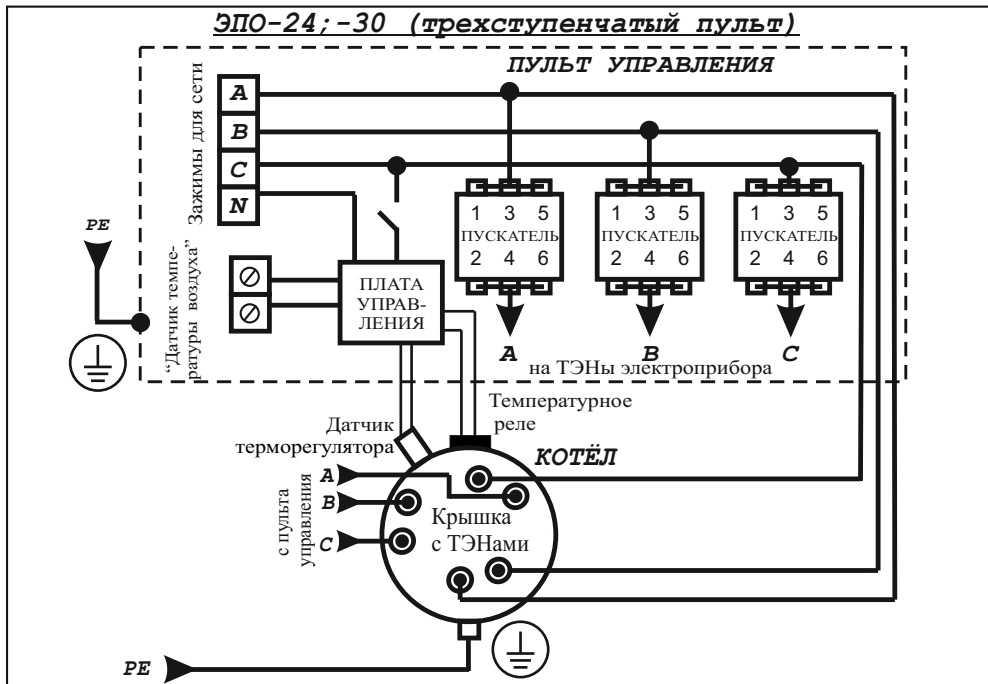 ЭПО-24;-30 (трехступенчатый пульт)
ПУЛЬТ УПРАВЛЕНИЯ
Зажимы для сети
A
B
C
N
PE
“Датчик темпе-
ратуры воздуха”
1 3 5
ПУСКАТЕЛЬ
2 4 6
1 3 5
ПУСКАТЕЛЬ
2 4 6
1 3 5
ПУСКАТЕЛЬ
2 4 6
ПЛАТА
УПРАВ-
ЛЕНИЯ
A
B
C
на ТЭНы электроприбора
Температурное
реле
Датчик
терморегулятора
КОТЁЛ
с пульта
управления
A
B
C
Крышка
с ТЭНами
PE